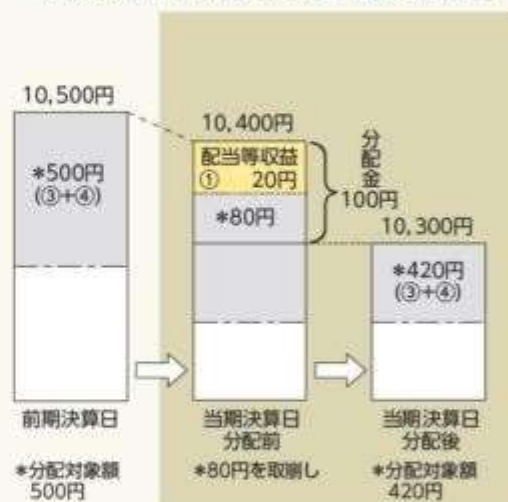 10,500円
*500円
(③+④)
10,400円
配当等収益
① 20円
*80円
分配金
100円
10,300円
*420円
(③+④)
前期決算日
当期決算日
分配前
当期決算日
分配後
*分配対象額
500円
*80円を取崩し
*分配対象額
420円